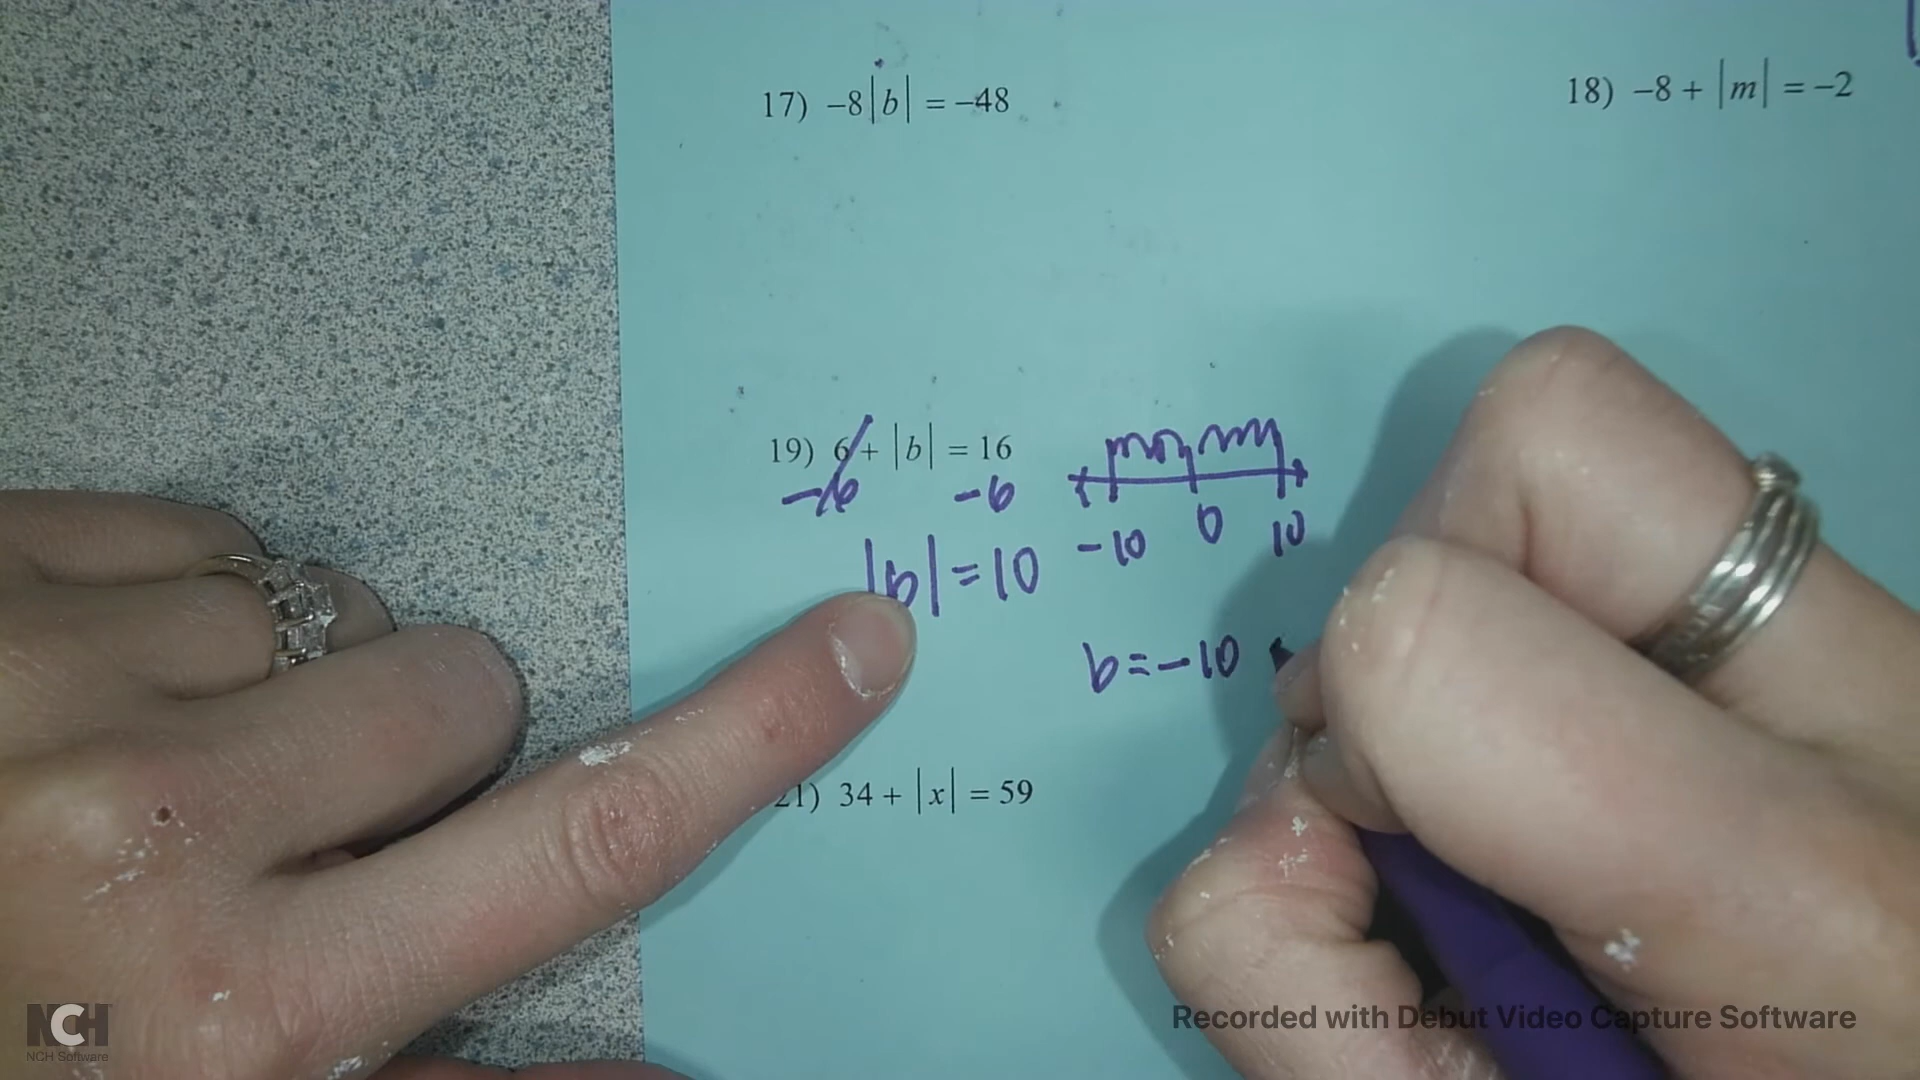 17) −8|b| = −48
18) −8 + |m| = −2
19) 6 + |b| = 16
−6 −6
|b| = 10
-10 0 10
b = -10
21) 34 + |x| = 59
NCH
NCH Software
Recorded with Debut Video Capture Software